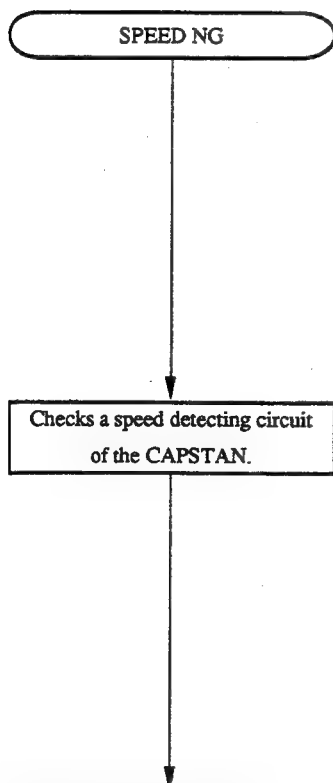 SPEED NG
Checks a speed detecting circuit
of the CAPSTAN.